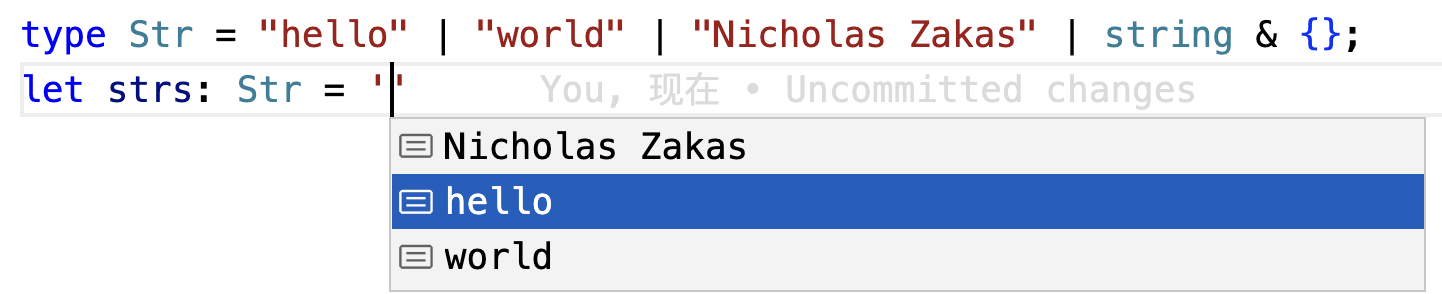 type Str = "hello" | "world" | "Nicholas Zakas" | string & {};
let strs: Str = '' You, 现在 • Uncommitted changes
Nicholas Zakas
hello
world